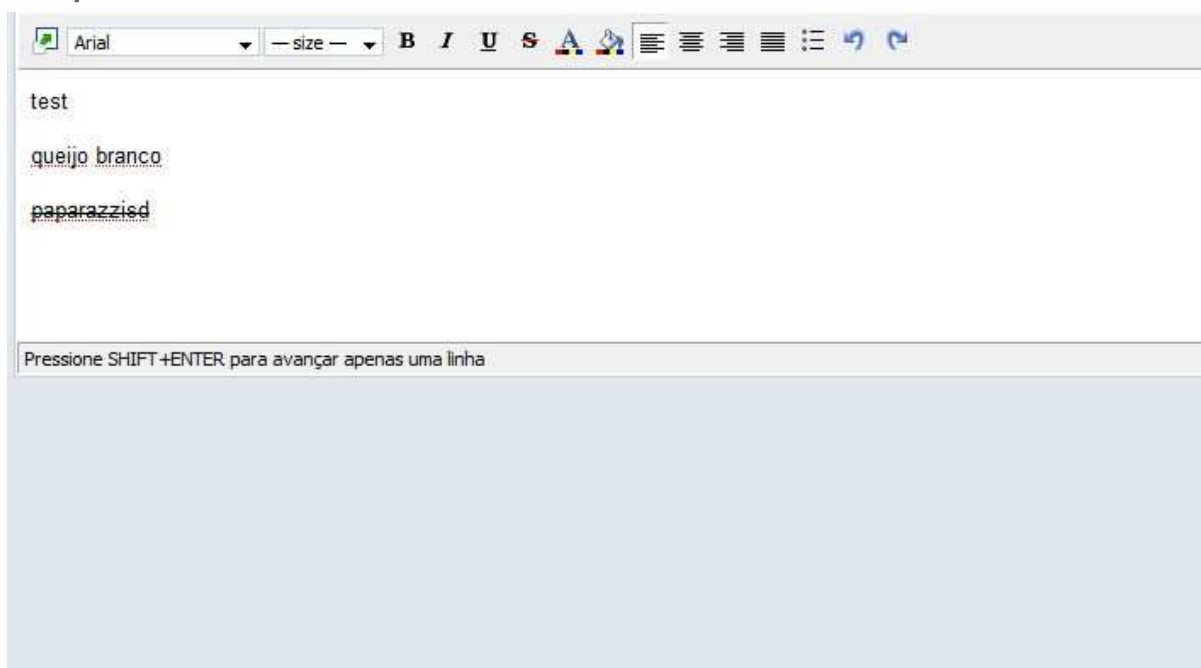 Arial — size — B I U S A
test
queijo branco
paparazzisd
Pressione SHIFT+ENTER para avançar apenas uma linha